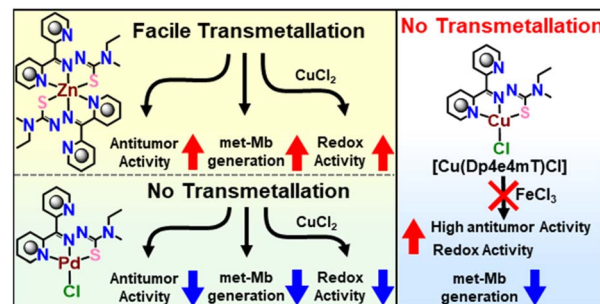 Facile Transmetallation
N
N
N
N
N
N
S
Zn
S
N
N
N
N
N
N
CuCl2
Antitumor
Activity
met-Mb
generation
Redox
Activity
No Transmetallation
N
N
N
N
N
Pd
S
Cl
CuCl2
Antitumor
Activity
met-Mb
generation
Redox
Activity
No Transmetallation
N
N
N
N
N
Cu
S
Cl
[Cu(Dp4e4mT)Cl]
FeCl3
High antitumor Activity
Redox Activity
met-Mb
generation